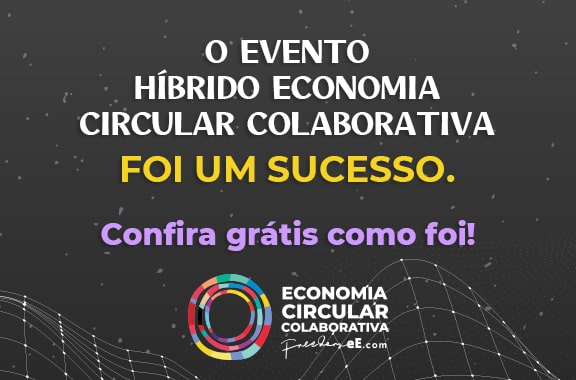 O EVENTO
HÍBRIDO ECONOMIA
CIRCULAR COLABORATIVA
FOI UM SUCESSO.
Confira grátis como foi!
ECONOMIA
CIRCULAR
COLABORATIVA
eE.com